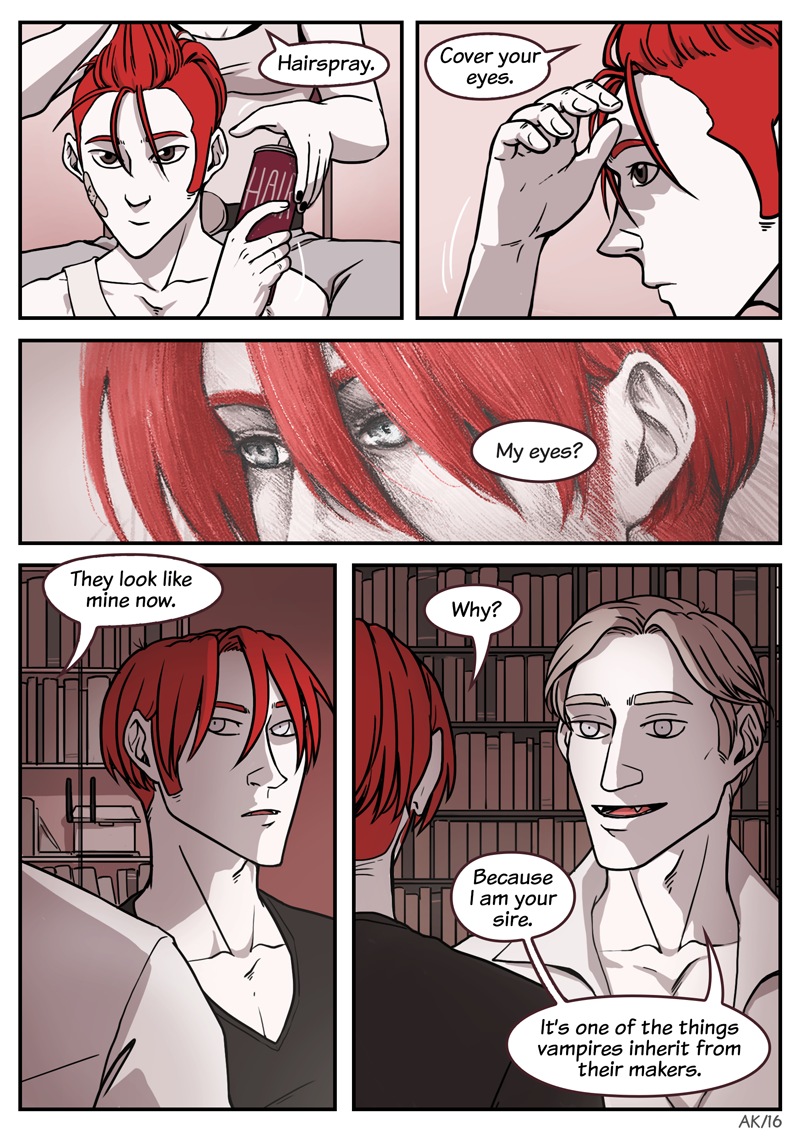 Hairspray.
HAIR
Cover your
eyes.
My eyes?
They look like
mine now.
Why?
Because
I am your
sire.
It's one of the things
vampires inherit from
their makers.
AK/16